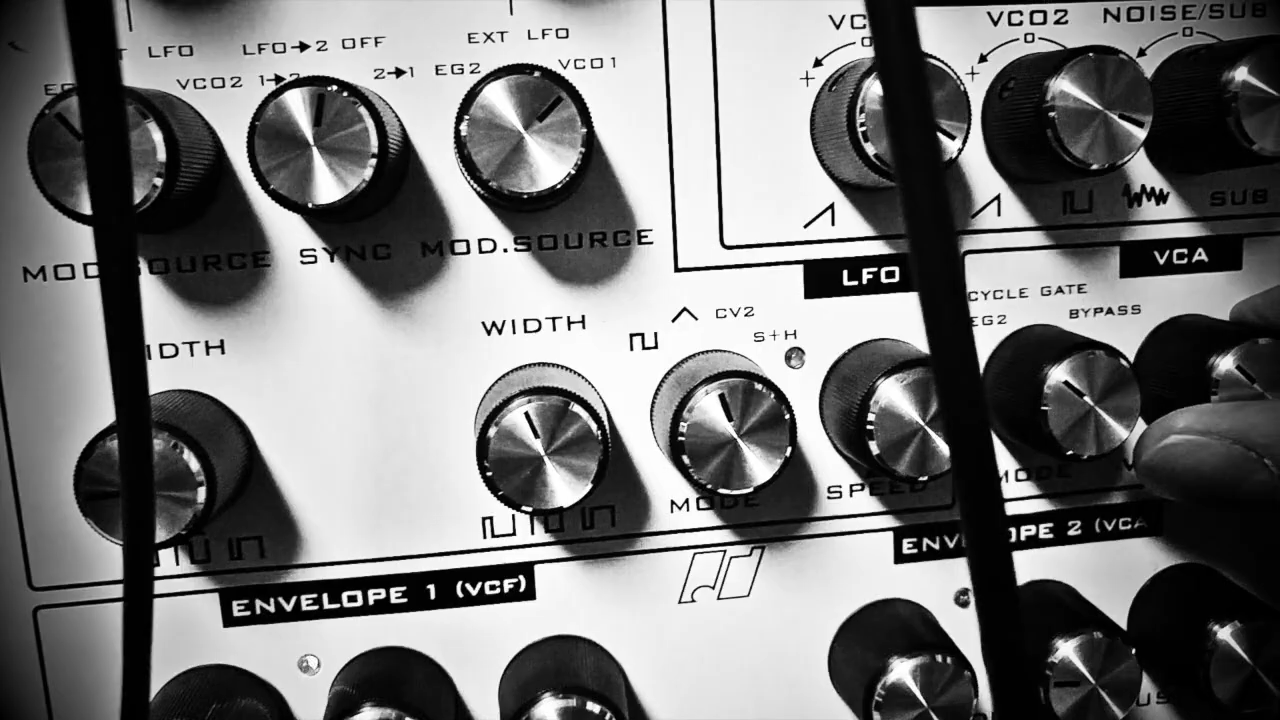 LFO
LFO→2 OFF
EXT LFO
VCO2 1→2
2→1
EG2
VCO1
VCO2
NOISE/SUB
MOD.SOURCE
SYNC
MOD.SOURCE
SUB
LFO
VCA
CYCLE GATE
EG2
BYPASS
WIDTH
WIDTH
CV2
S+H
MODE
SPEED
MODE
ENVELOPE 1 (VCF)
ENVELOPE 2 (VCA